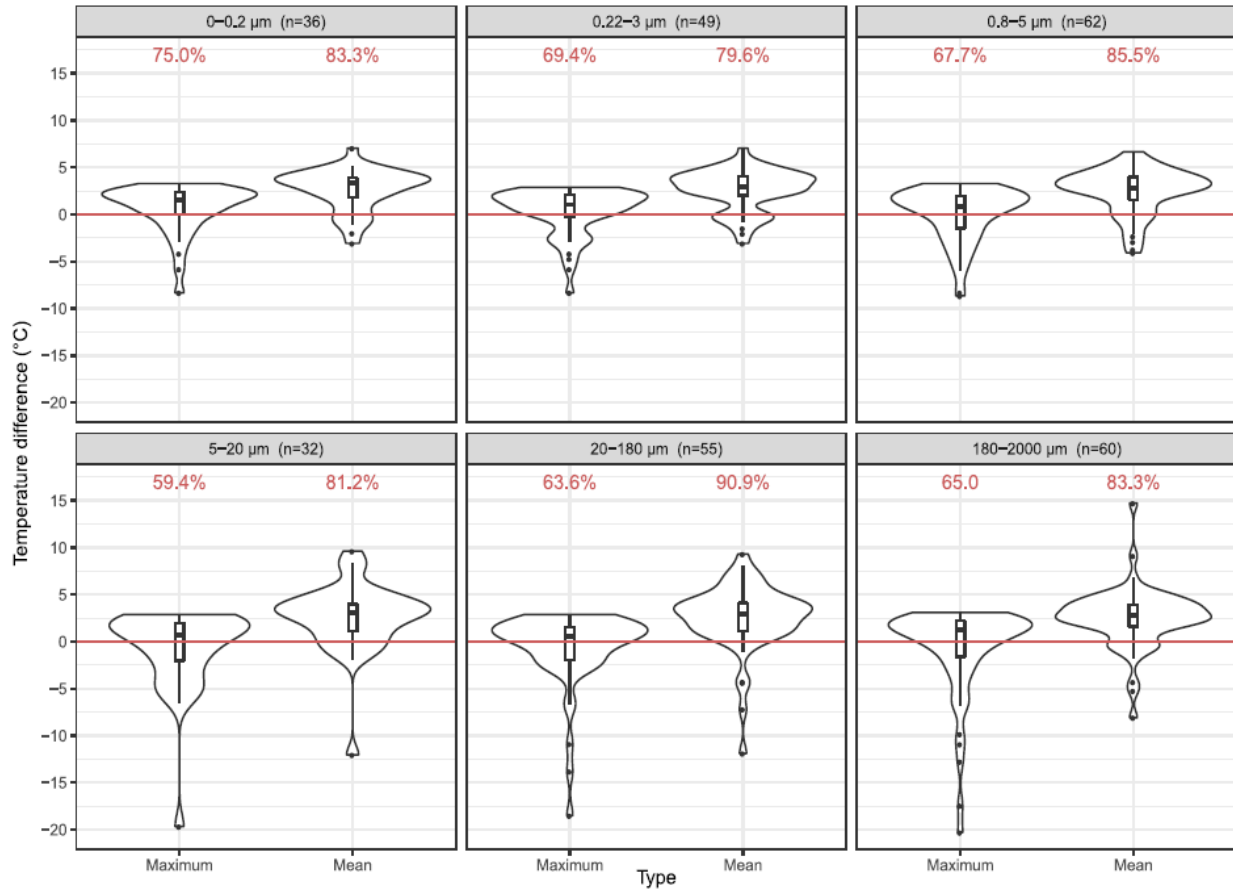 0−0.2 µm (n=36)
0.22−3 µm (n=49)
0.8−5 µm (n=62)
75.0%
83.3%
69.4%
79.6%
67.7%
85.5%
15
10
5
0
−5
−10
−15
−20
5−20 µm (n=32)
20−180 µm (n=55)
180−2000 µm (n=60)
59.4%
81.2%
63.6%
90.9%
65.0
83.3%
15
10
5
0
−5
−10
−15
−20
Temperature difference (°C)
Maximum
Mean
Maximum
Mean
Maximum
Mean
Type